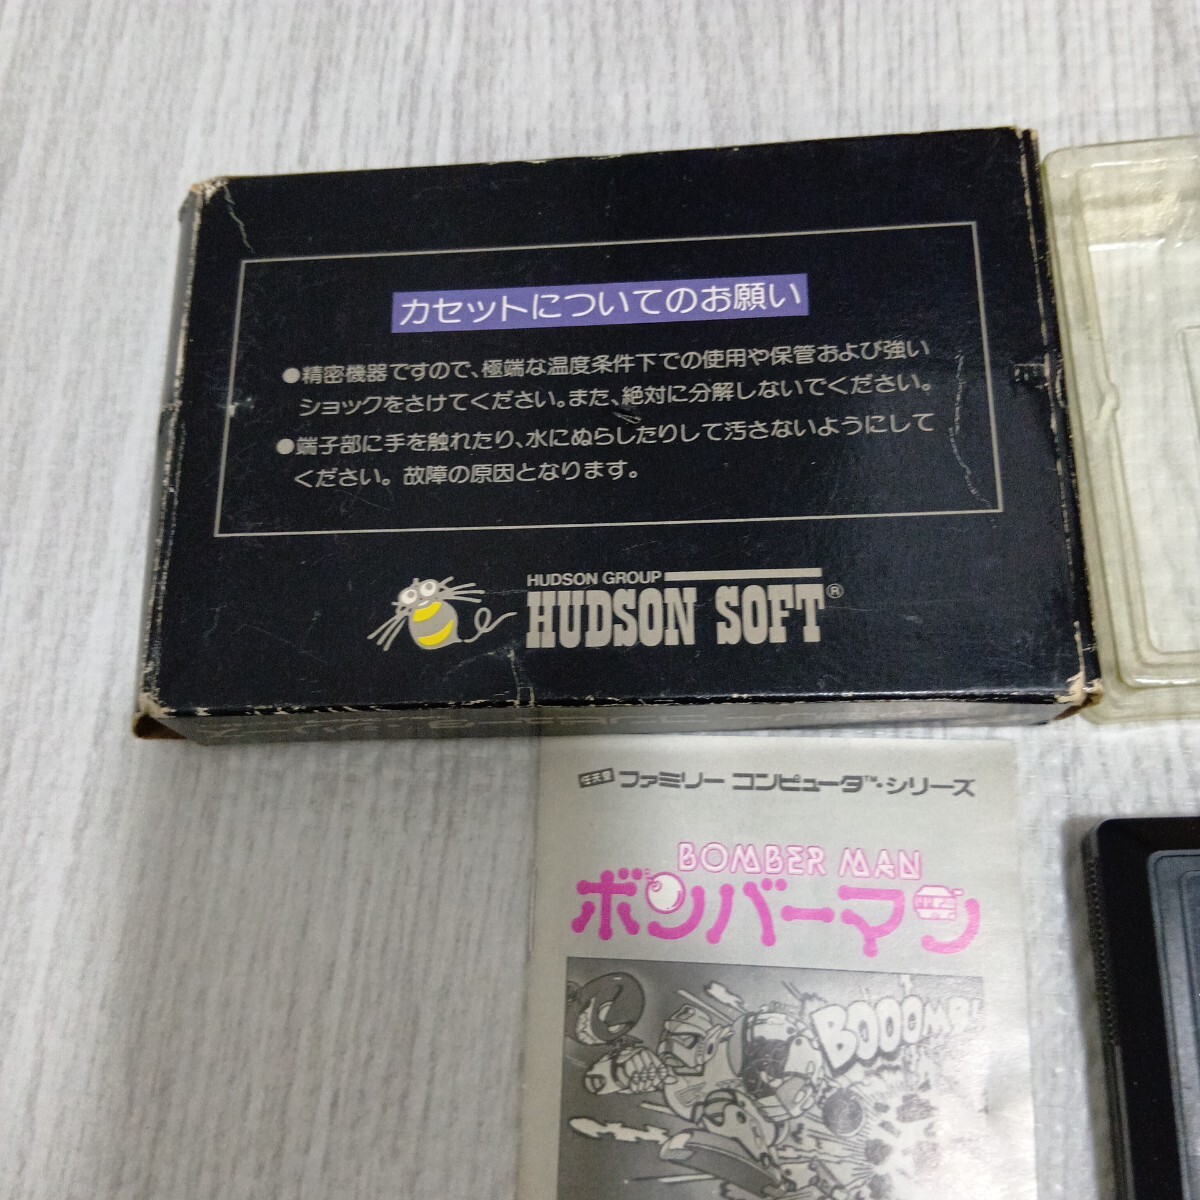 カセットについてのお願い
●精密機器ですので、極端な温度条件下での使用や保管および強い
ショックをさけてください。また、絶対に分解しないでください。
●端子部に手を触れたり、水にぬらしたりして汚さないようにして
ください。故障の原因となります。
HUDSON GROUP
HUDSON SOFT®
任天堂 ファミリー コンピュータ™・シリーズ
BOMBER MAN
ボンバーマン
BOOOMB!